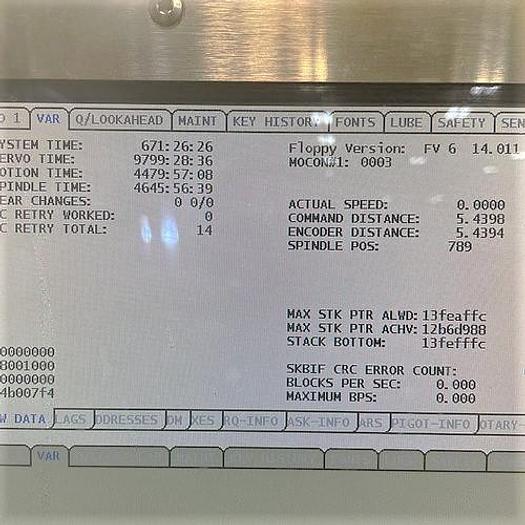 D 1 VAR Q/LOOKAHEAD MAINT KEY HISTORY FONTS LUBE SAFETY SEN
YSTEM TIME: 671:26:26
ERVO TIME: 9799:28:36
OTION TIME: 4479:57:08
PINDLE TIME: 4645:56:39
EAR CHANGES: 0 0/0
C RETRY WORKED: 0
C RETRY TOTAL: 14
Floppy Version: FV 6 14.011
MOCON#1: 0003
ACTUAL SPEED: 0.0000
COMMAND DISTANCE: 5.4398
ENCODER DISTANCE: 5.4394
SPINDLE POS: 789
MAX STK PTR ALWD: 13feaffc
MAX STK PTR ACHV: 12b6d988
STACK BOTTOM: 13fefffc
SKBIF CRC ERROR COUNT:
BLOCKS PER SEC: 0.000
MAXIMUM BPS: 0.000
0000000
8001000
0000000
4b007f4
W DATA LAGS DDRESSES DM XES RQ-INFO ASK-INFO ARS PIGOT-INFO OTARY-
VAR